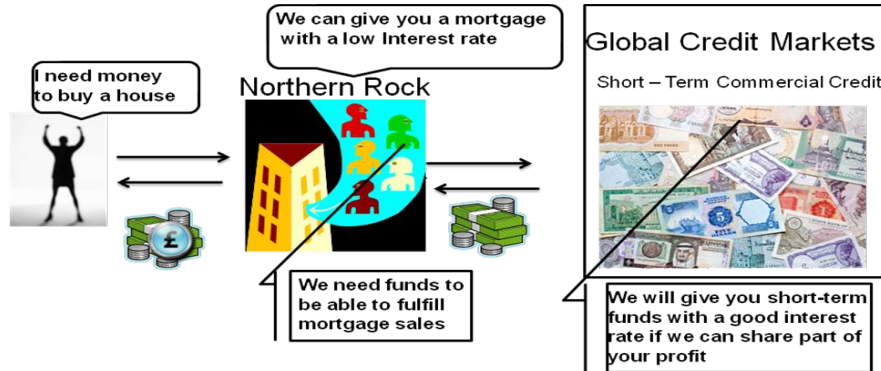 We can give you a mortgage
with a low Interest rate
I need money
to buy a house
Northern Rock
Global Credit Markets
Short – Term Commercial Credit
£
5
We need funds to
be able to fulfill
mortgage sales
We will give you short-term
funds with a good interest
rate if we can share part of
your profit